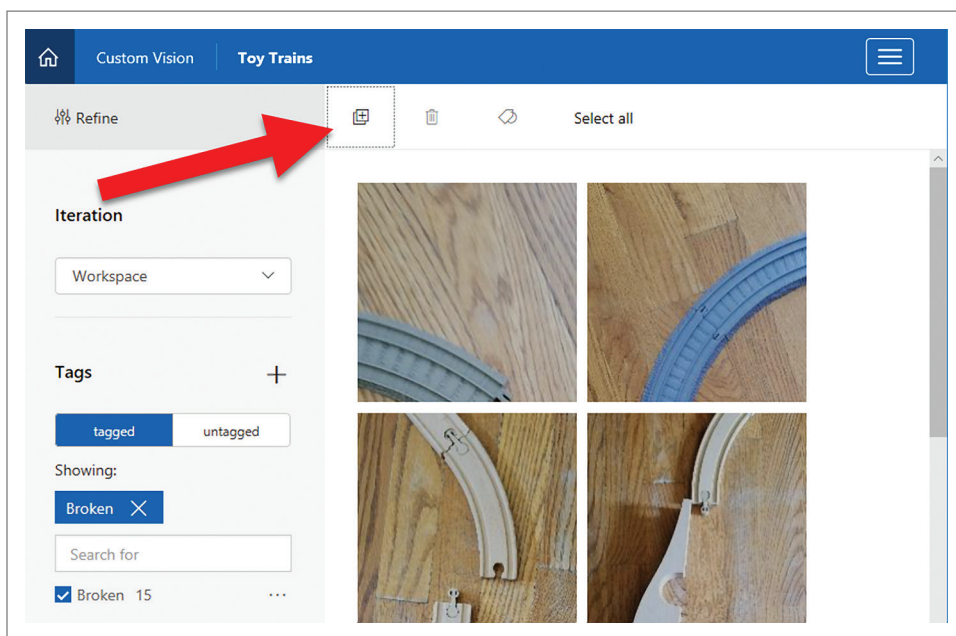 Custom Vision
Toy Trains
Refine
Select all
Iteration
Workspace
Tags
tagged
untagged
Showing:
Broken
Search for
Broken 15